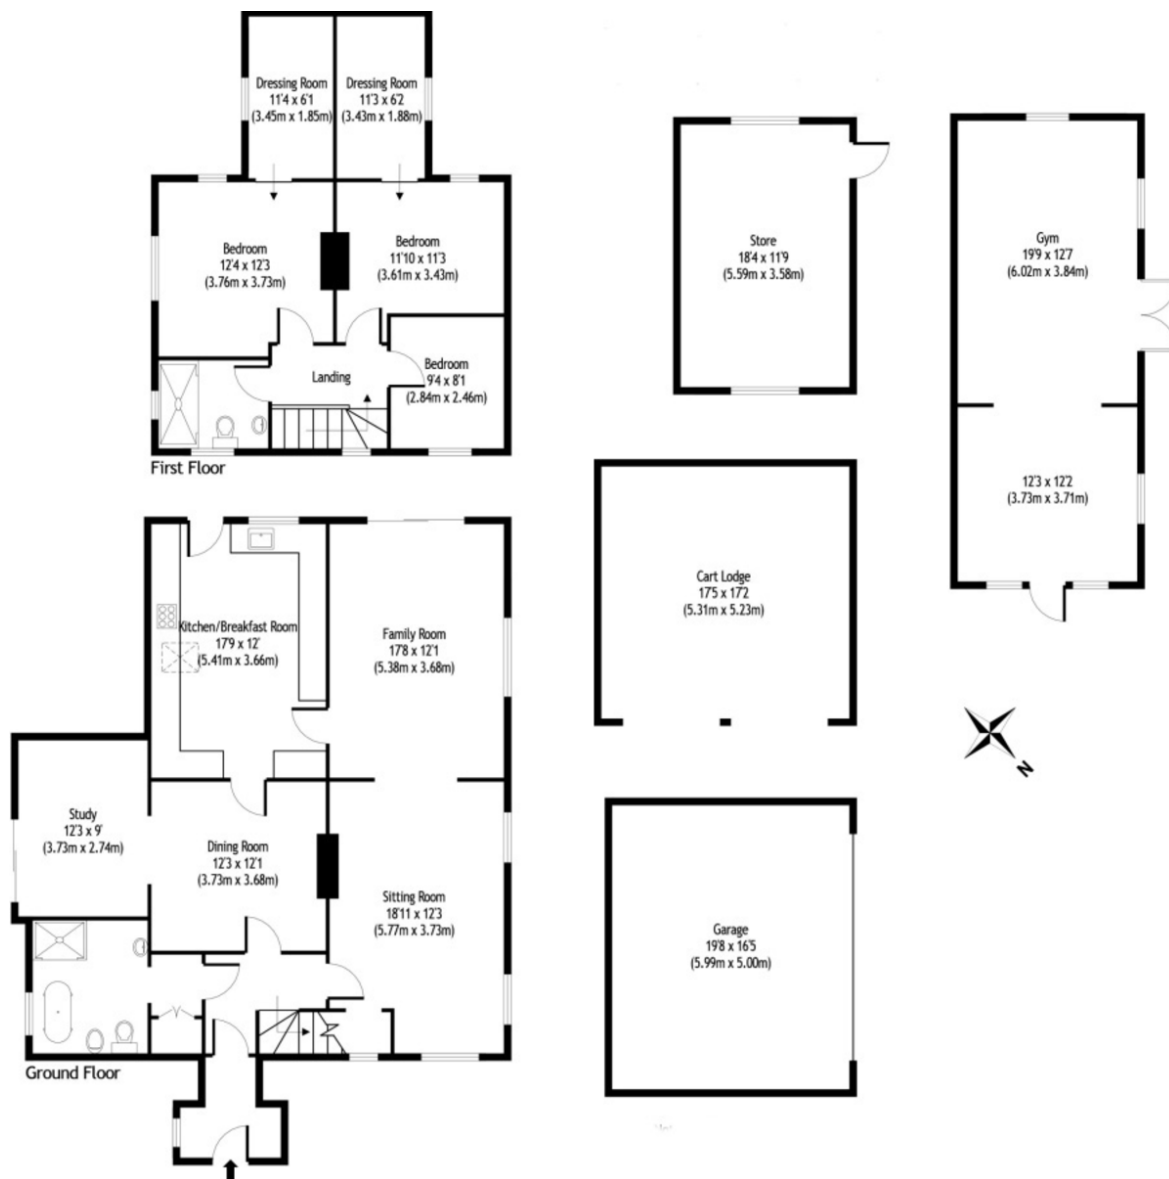 Dressing Room
11'4 x 6'1
(3.45m x 1.85m)
Dressing Room
11'3 x 6'2
(3.43m x 1.88m)
Bedroom
12'4 x 12'3
(3.76m x 3.73m)
Bedroom
11'10 x 11'3
(3.61m x 3.43m)
Landing
Bedroom
9'4 x 8'1
(2.84m x 2.46m)
First Floor
Store
18'4 x 11'9
(5.59m x 3.58m)
Gym
19'9 x 12'7
(6.02m x 3.84m)
12'3 x 12'2
(3.73m x 3.71m)
Cart Lodge
17'5 x 17'2
(5.31m x 5.23m)
Kitchen/Breakfast Room
17'9 x 12'
(5.41m x 3.66m)
Family Room
17'8 x 12'1
(5.38m x 3.68m)
N
Study
12'3 x 9'
(3.73m x 2.74m)
Dining Room
12'3 x 12'1
(3.73m x 3.68m)
Sitting Room
18'11 x 12'3
(5.77m x 3.73m)
Garage
19'8 x 16'5
(5.99m x 5.00m)
Ground Floor